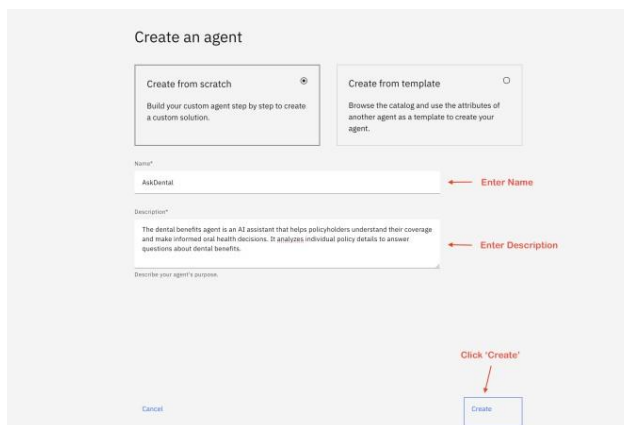 Create an agent
Create from scratch
Build your custom agent step by step to create
a custom solution.
Create from template
Browse the catalog and use the attributes of
another agent as a template to create your
agent.
Name*
AskDental
Enter Name
Description*
The dental benefits agent is an AI assistant that helps policyholders understand their coverage
and make informed oral health decisions. It analyzes individual policy details to answer
questions about dental benefits.
Enter Description
Describe your agent's purpose.
Click 'Create'
Cancel
Create